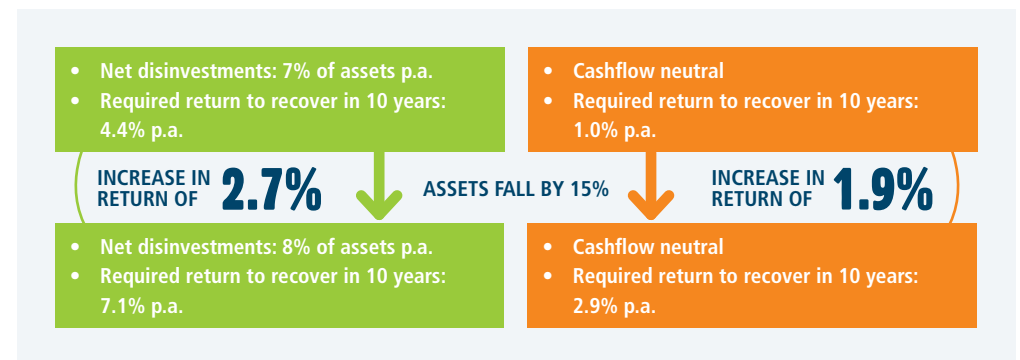 • Net disinvestments: 7% of assets p.a.
• Required return to recover in 10 years:
4.4% p.a.
• Cashflow neutral
• Required return to recover in 10 years:
1.0% p.a.
INCREASE IN
RETURN OF
2.7%
ASSETS FALL BY 15%
INCREASE IN
RETURN OF
1.9%
• Net disinvestments: 8% of assets p.a.
• Required return to recover in 10 years:
7.1% p.a.
• Cashflow neutral
• Required return to recover in 10 years:
2.9% p.a.